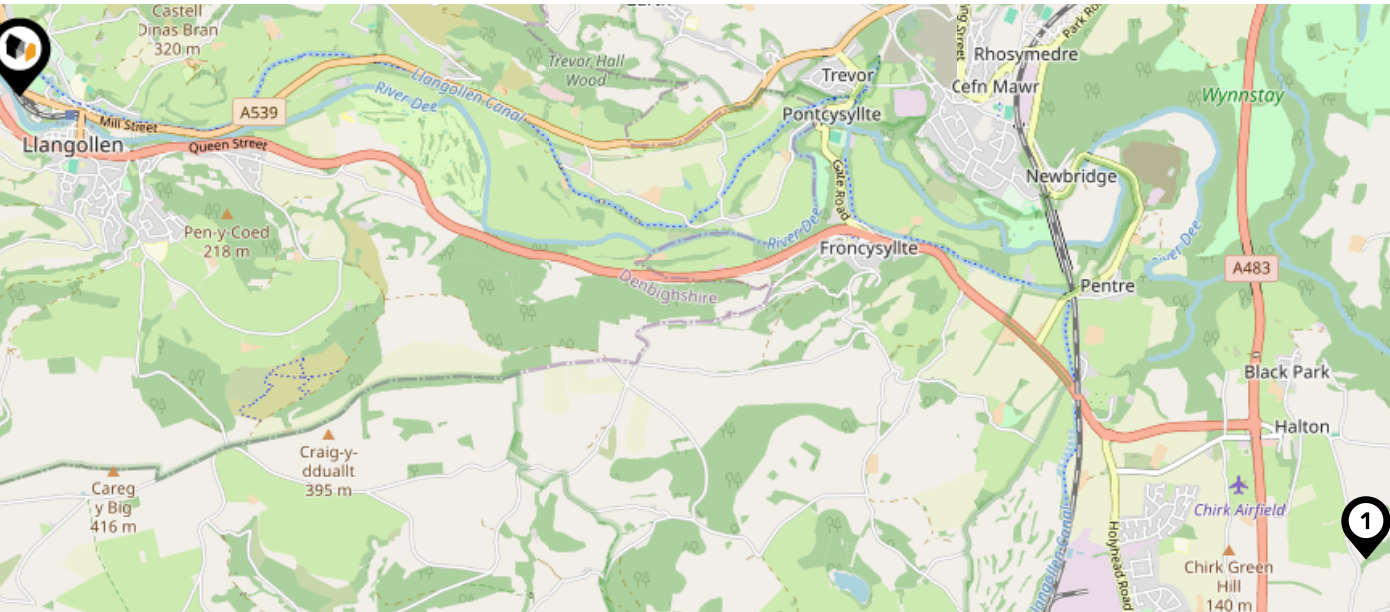 Castell
Dinas Bran
320 m
Trevor Hall
Wood
Park Ro
Rhosymedre
Cefn Mawr
Trevor
Pontcysyllte
Wynnstay
A539
Llangollen Canal
River Dee
Mill Street
Queen Street
Llangollen
Newbridge
Gate Road
Pen-y-Coed
218 m
River Dee
Froncysyllte
River Dee
A483
Pentre
Denbighshire
Black Park
Halton
Craig-y-
dduallt
395 m
Careg
y Big
416 m
Chirk Airfield
1
Llangollen Canal
Holyhead Road
Chirk Green
Hill
140 m